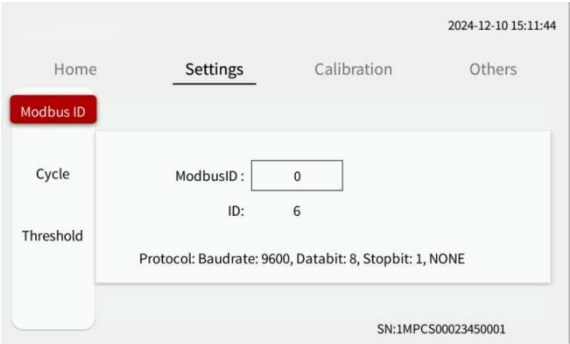 2024-12-10 15:11:44
Home Settings Calibration Others
Modbus ID
Cycle
Threshold
ModbusID : 0
ID: 6
Protocol: Baudrate: 9600, Databit: 8, Stopbit: 1, NONE
SN:1MPCS00023450001